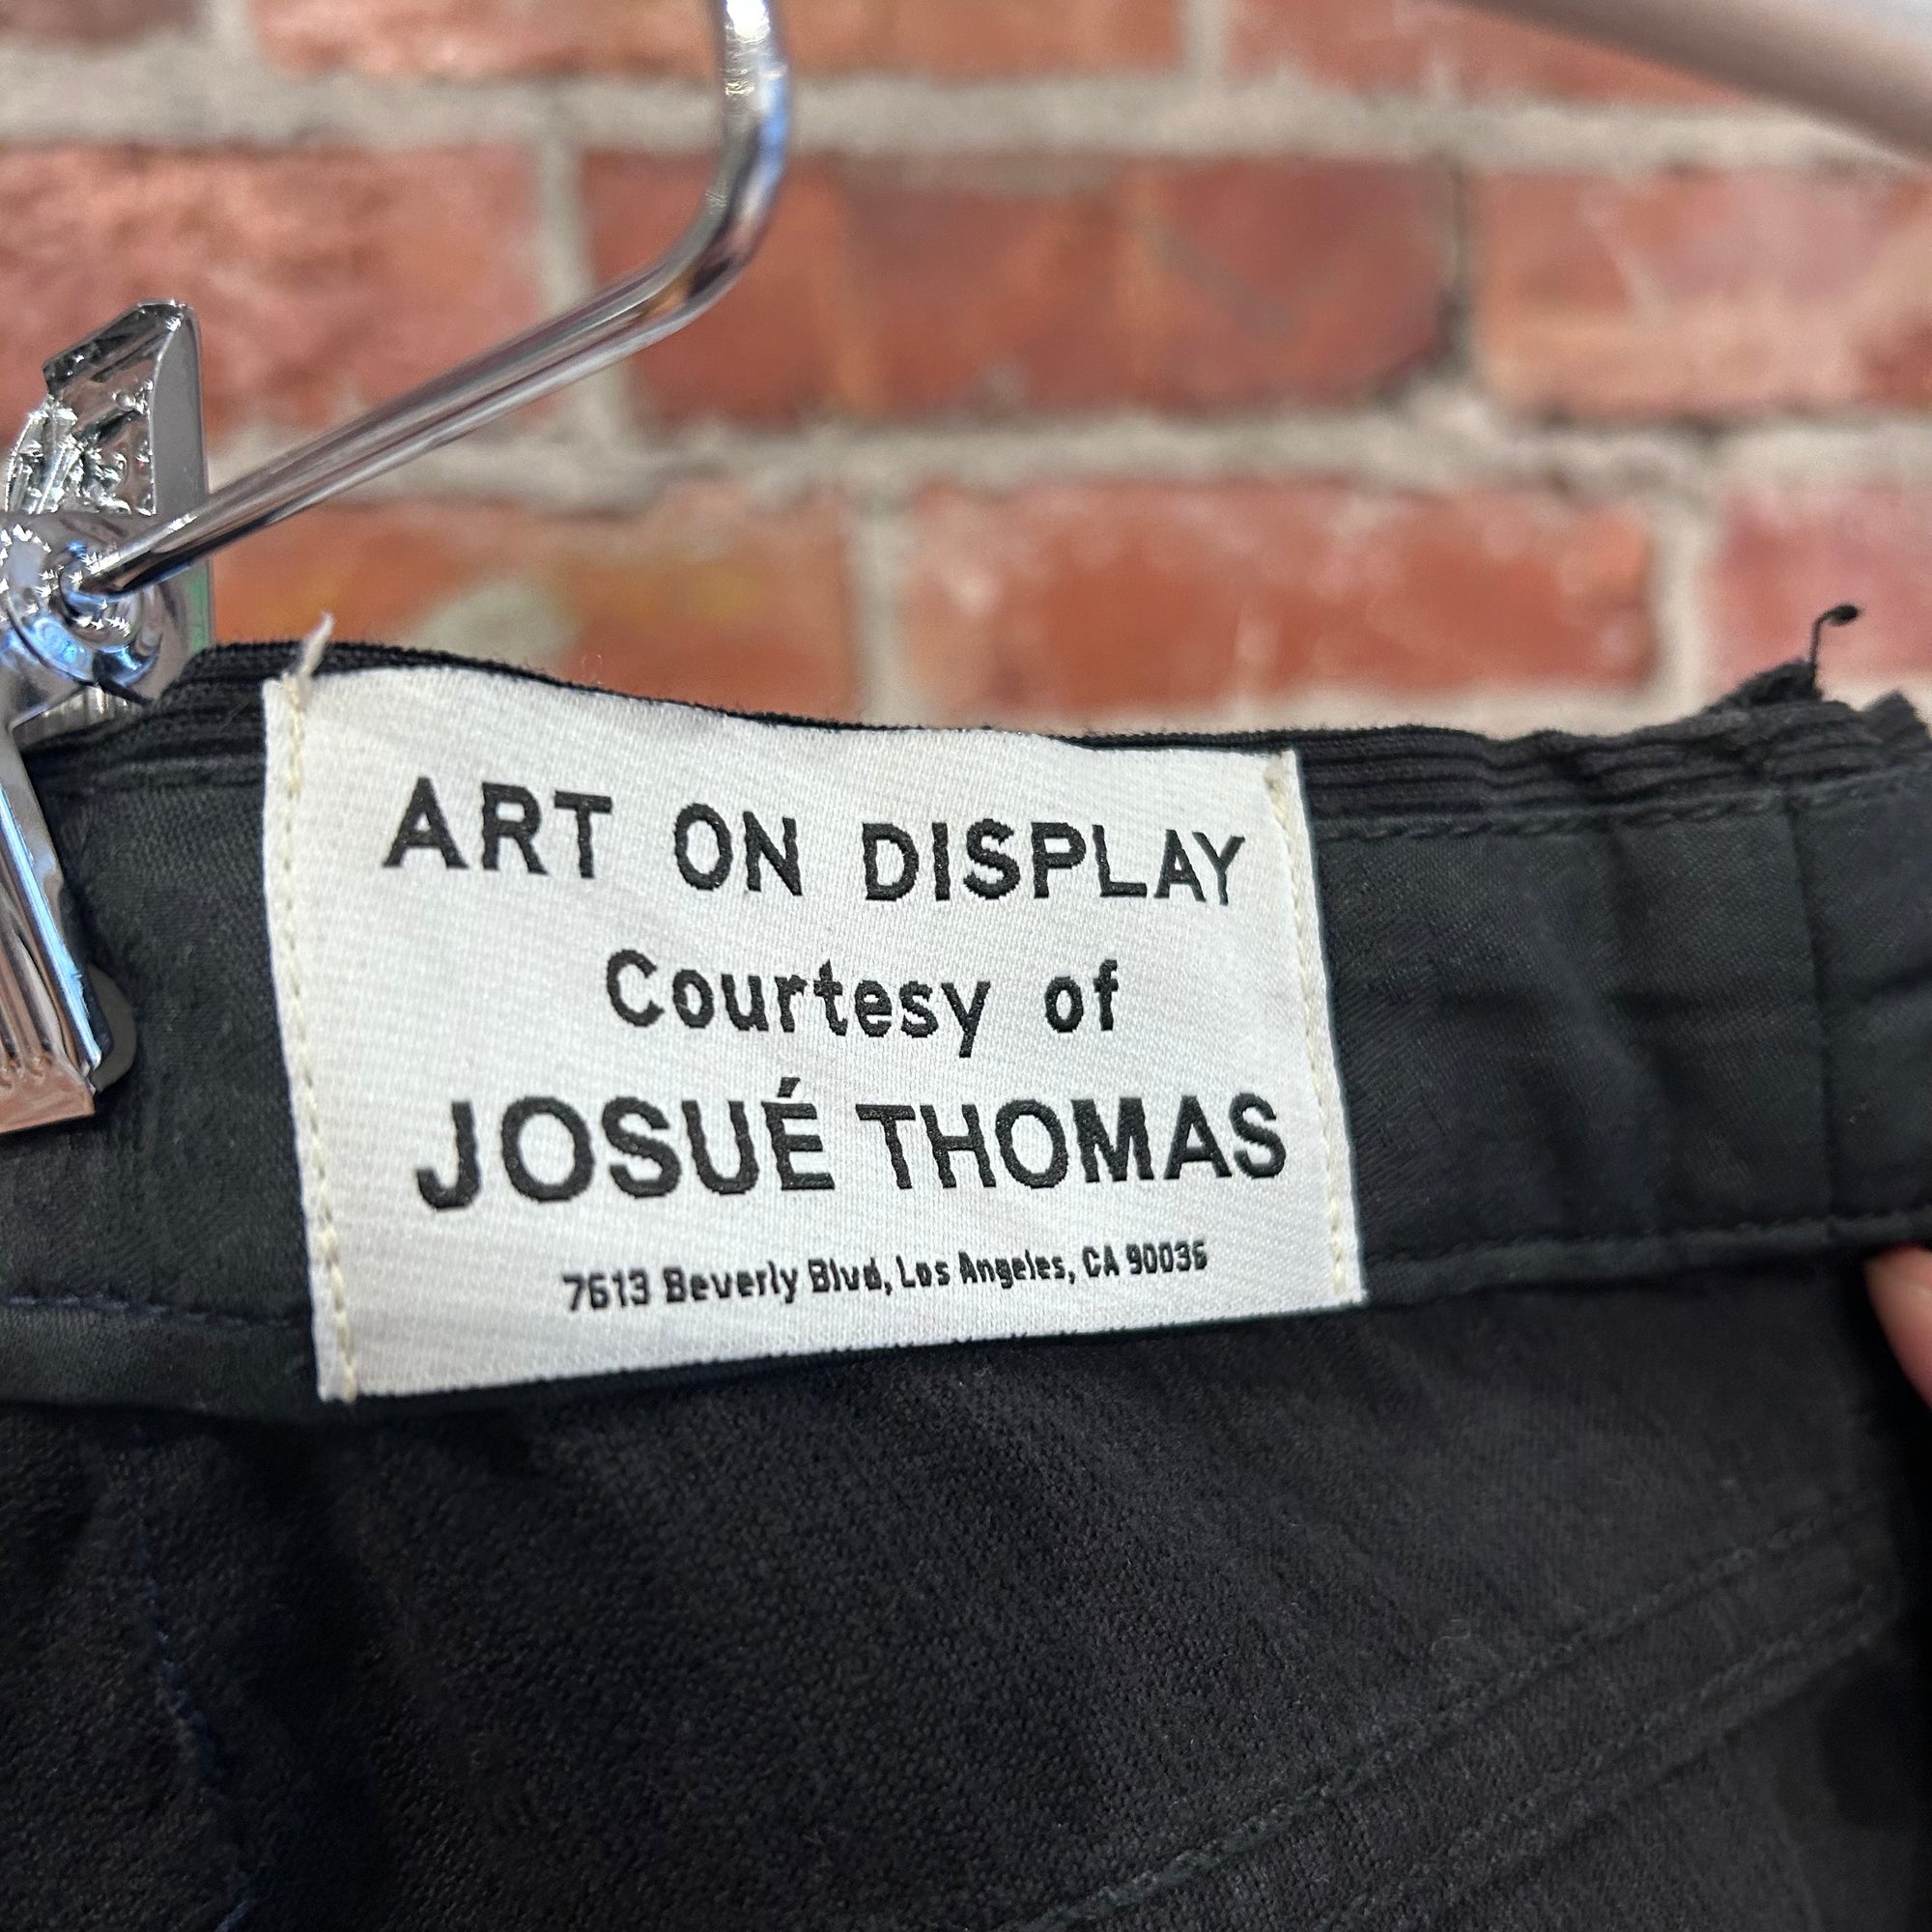 ART ON DISPLAY
Courtesy of
JOSUÉ THOMAS
7613 Beverly Blvd, Los Angeles, CA 90036